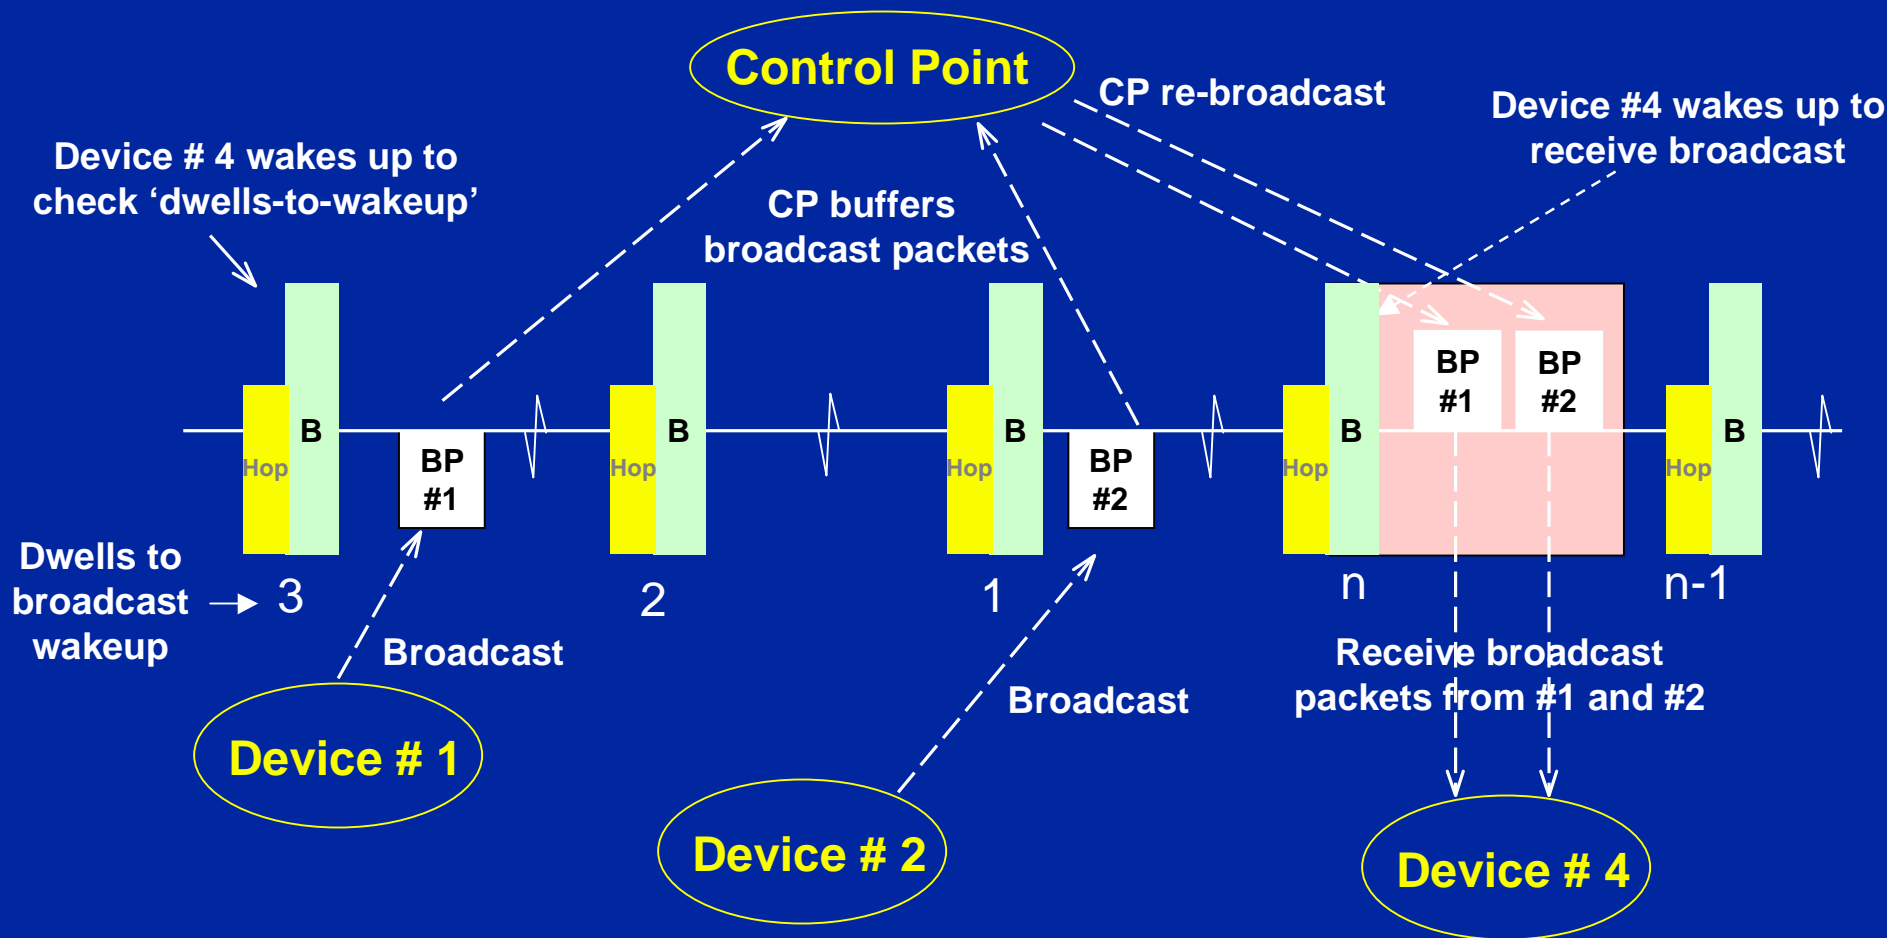 Control Point
CP re-broadcast
Device #4 wakes up to
receive broadcast
Device # 4 wakes up to
check ‘dwells-to-wakeup’
CP buffers
broadcast packets
B
Hop
BP
#1
B
Hop
B
Hop
BP
#2
B
Hop
BP
#1
BP
#2
B
Hop
Dwells to
broadcast
wakeup
3
2
1
n
n-1
Broadcast
Broadcast
Receive broadcast
packets from #1 and #2
Device # 1
Device # 2
Device # 4